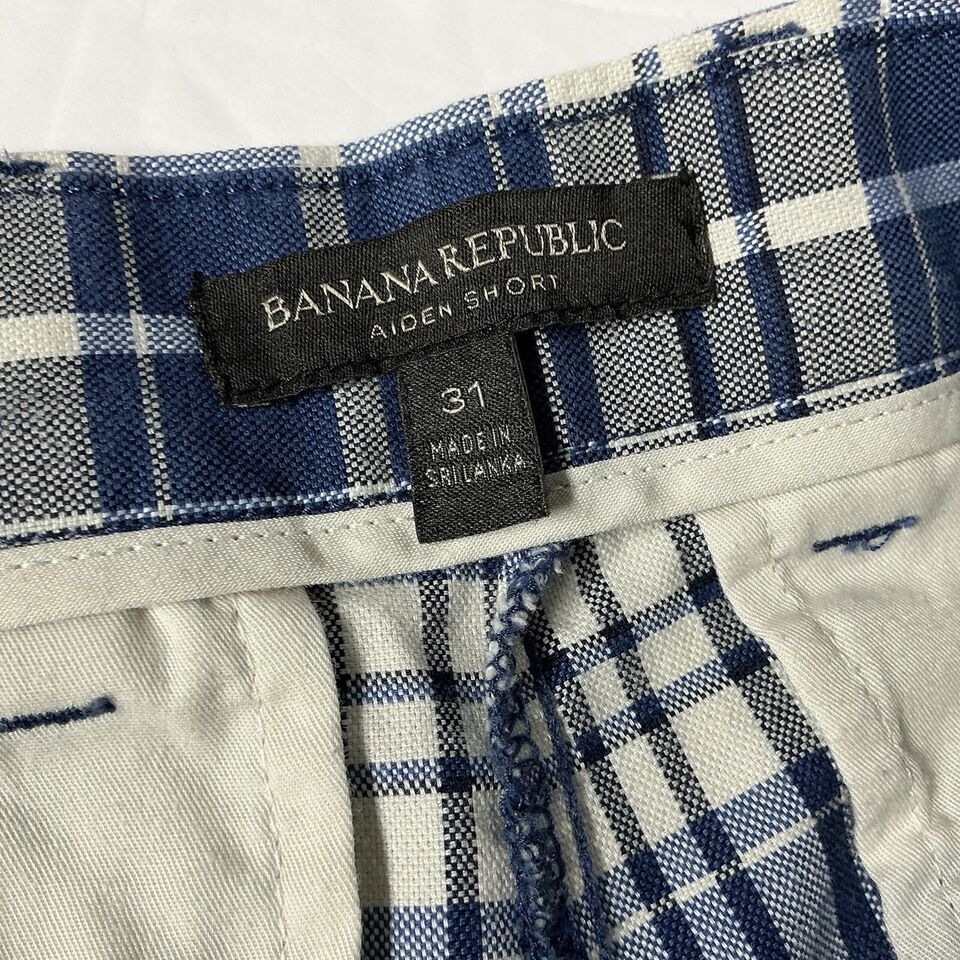 BANANA REPUBLIC
AIDEN SHORT
31
MADE IN
SRI LANKA